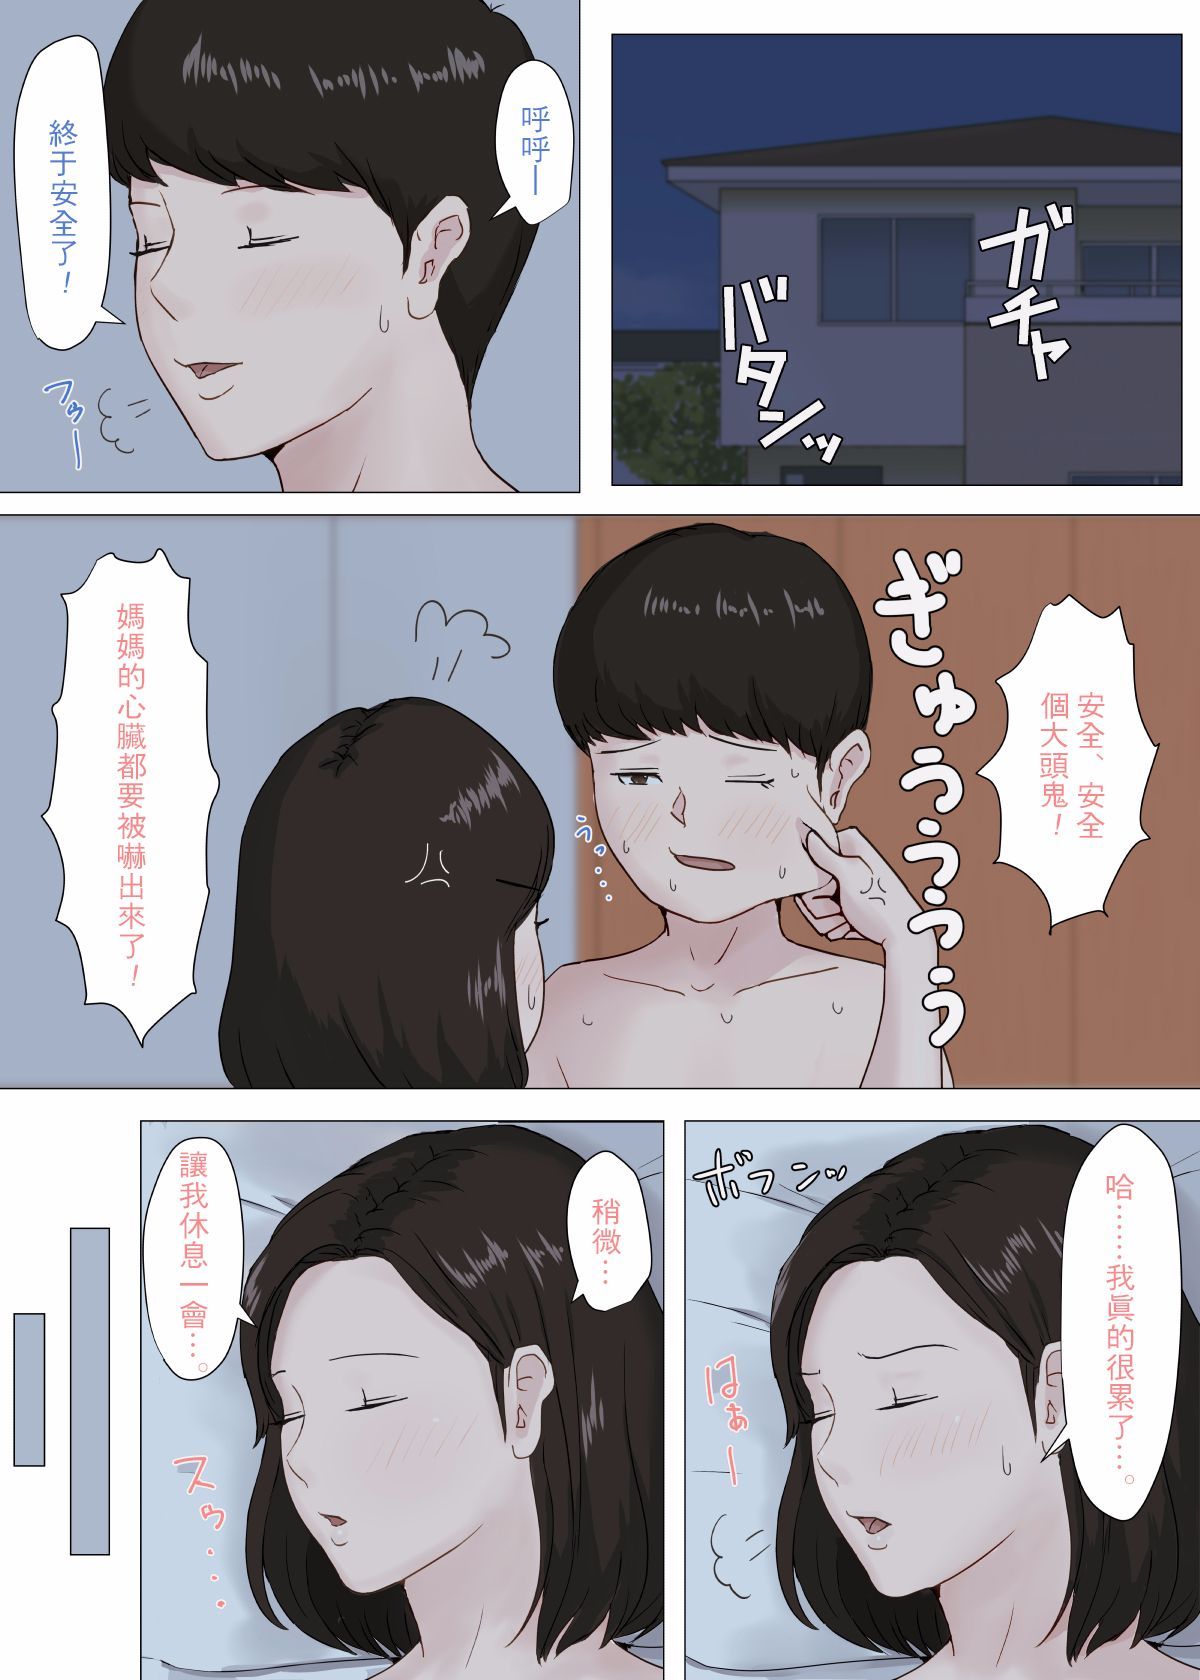 ガチャ
バタンッ
呼呼—
終于安全了！
フゥー
安全、安全
個大頭鬼！
ぎゅううううう
うっ…
媽媽的心臟都要被嚇出來了！
哈……我真的很累了…。
ボフンッ
はぁー
稍微…
讓我休息一會…。
スゥ・・・・